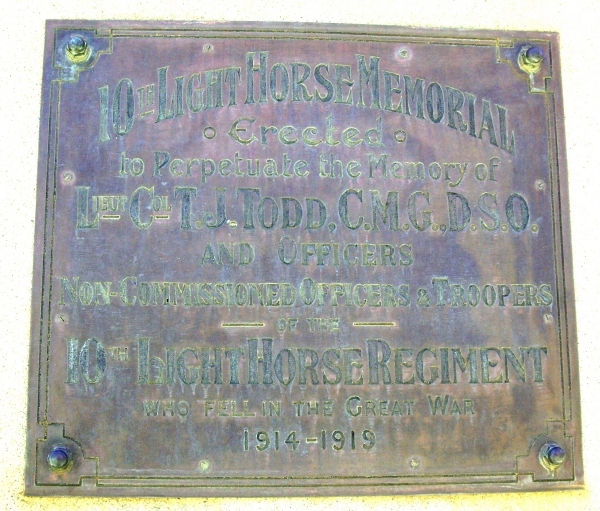 10TH LIGHT HORSE MEMORIAL
Erected
to Perpetuate the Memory of
LIEUT COL T. J. TODD, C.M.G., D.S.O.
AND OFFICERS
NON-COMMISSIONED OFFICERS & TROOPERS
OF THE
10TH LIGHT HORSE REGIMENT
WHO FELL IN THE GREAT WAR
1914-1919